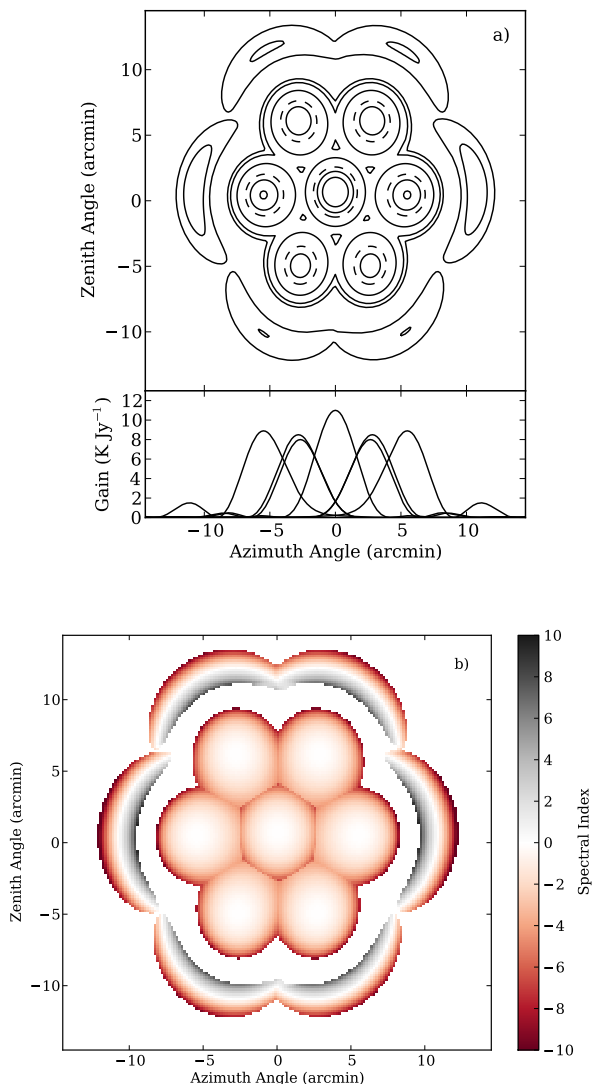 a)
10
5
0
−5
−10
Zenith Angle (arcmin)
12
10
8
6
4
2
0
Gain (K Jy⁻¹)
−10 −5 0 5 10
Azimuth Angle (arcmin)
b)
10
5
0
−5
−10
Zenith Angle (arcmin)
−10 −5 0 5 10
Azimuth Angle (arcmin)
10
8
6
4
2
0
−2
−4
−6
−8
−10
Spectral Index